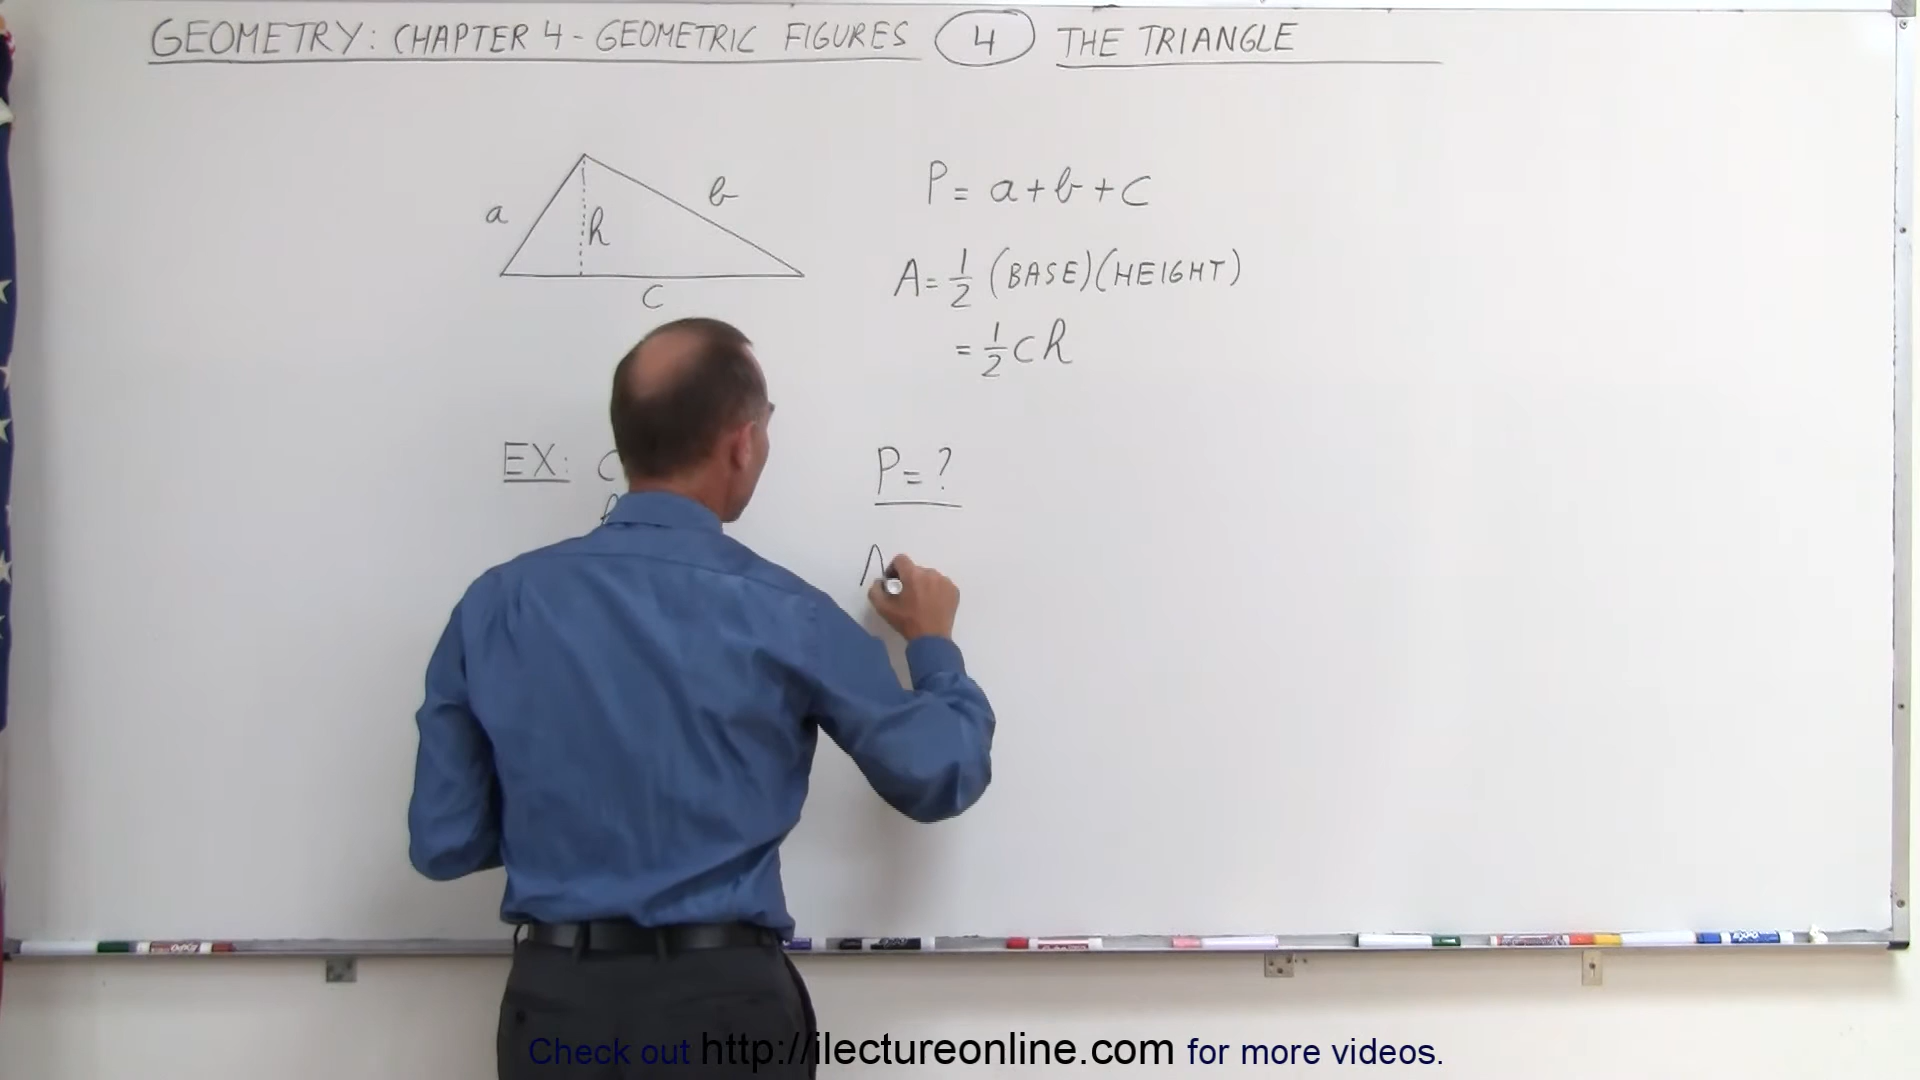 GEOMETRY: CHAPTER 4 - GEOMETRIC FIGURES 4 THE TRIANGLE
a
b
h
c
P = a + b + c
A = 1/2 (BASE)(HEIGHT)
= 1/2 c h
EX: c
P = ?
Check out http://ilectureonline.com for more videos.